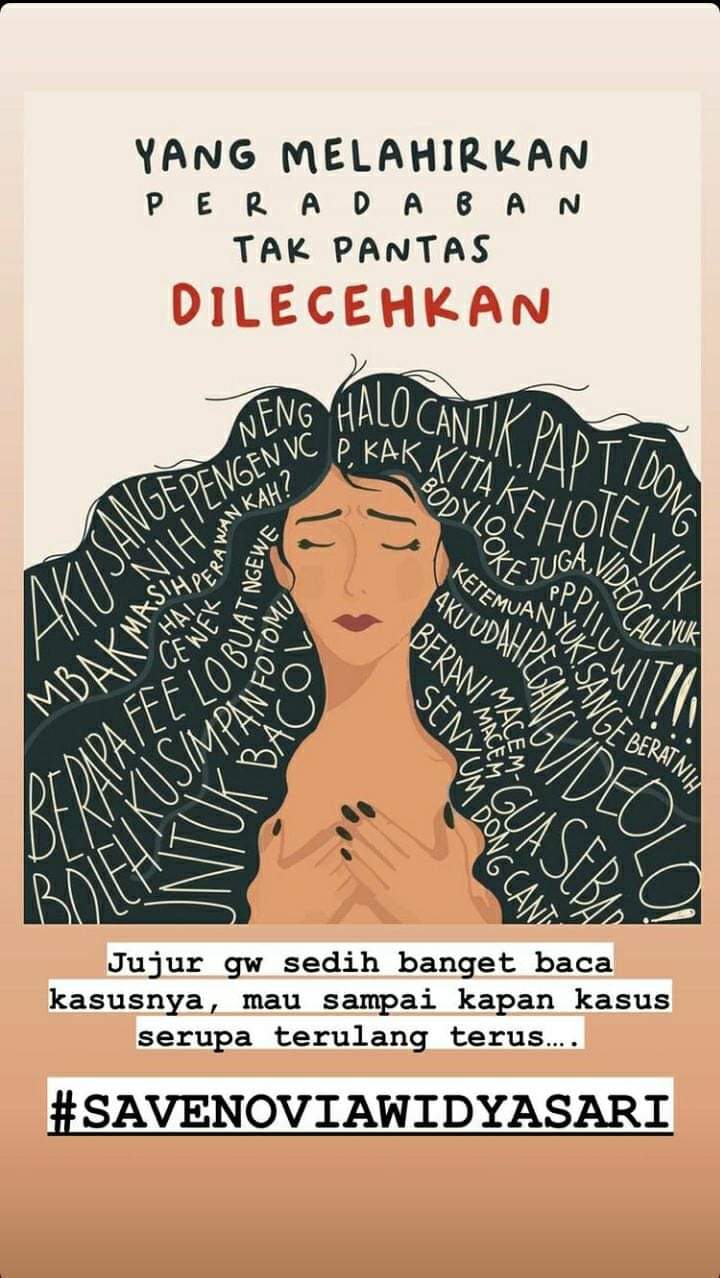 YANG MELAHIRKAN
PERADABAN
TAK PANTAS
DILECEHKAN
NENG
AKU SANGE PENGEN VC
MBAK MASIH PERAWAN KAH?
NIH
HAI
CEWEK
BERAPA FEE LO BUAT NGEWE
BOLEH KUSIMPAN FOTOMU
UNTUK BACOL
HALO CANTIK, PAP TT DONG
P, KAK KITA KE HOTEL YUK
BODY LO OKE JUGA, VIDEO CALL YUK
PPPIIUWIT!!!
KETEMUAN YUK! SANGE BERAT NIH
AKU UDAH PEGANG VIDEO LO!
BERANI MACEM-MACEM GUA SEBAR
SENYUM DONG
Jujur gw sedih banget baca
kasusnya, mau sampai kapan kasus
serupa terulang terus….
#SAVENOVIAWIDYASARI